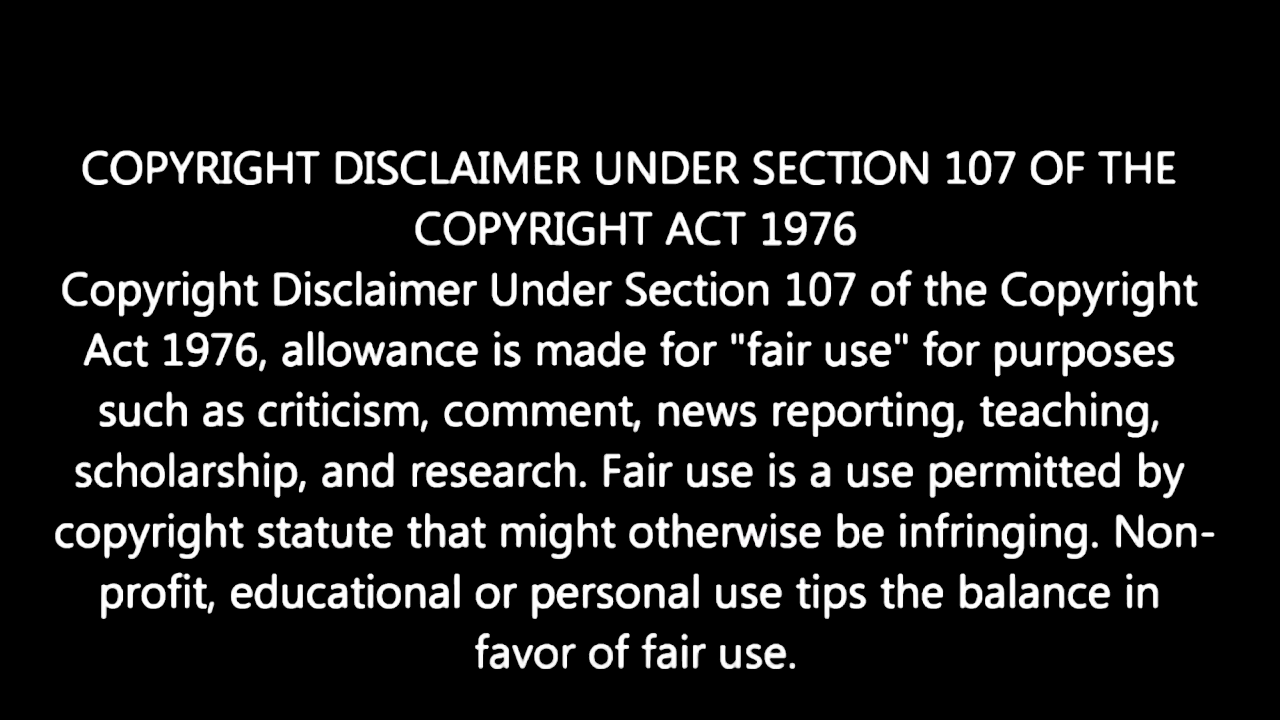 COPYRIGHT DISCLAIMER UNDER SECTION 107 OF THE
COPYRIGHT ACT 1976
Copyright Disclaimer Under Section 107 of the Copyright
Act 1976, allowance is made for "fair use" for purposes
such as criticism, comment, news reporting, teaching,
scholarship, and research. Fair use is a use permitted by
copyright statute that might otherwise be infringing. Non-
profit, educational or personal use tips the balance in
favor of fair use.